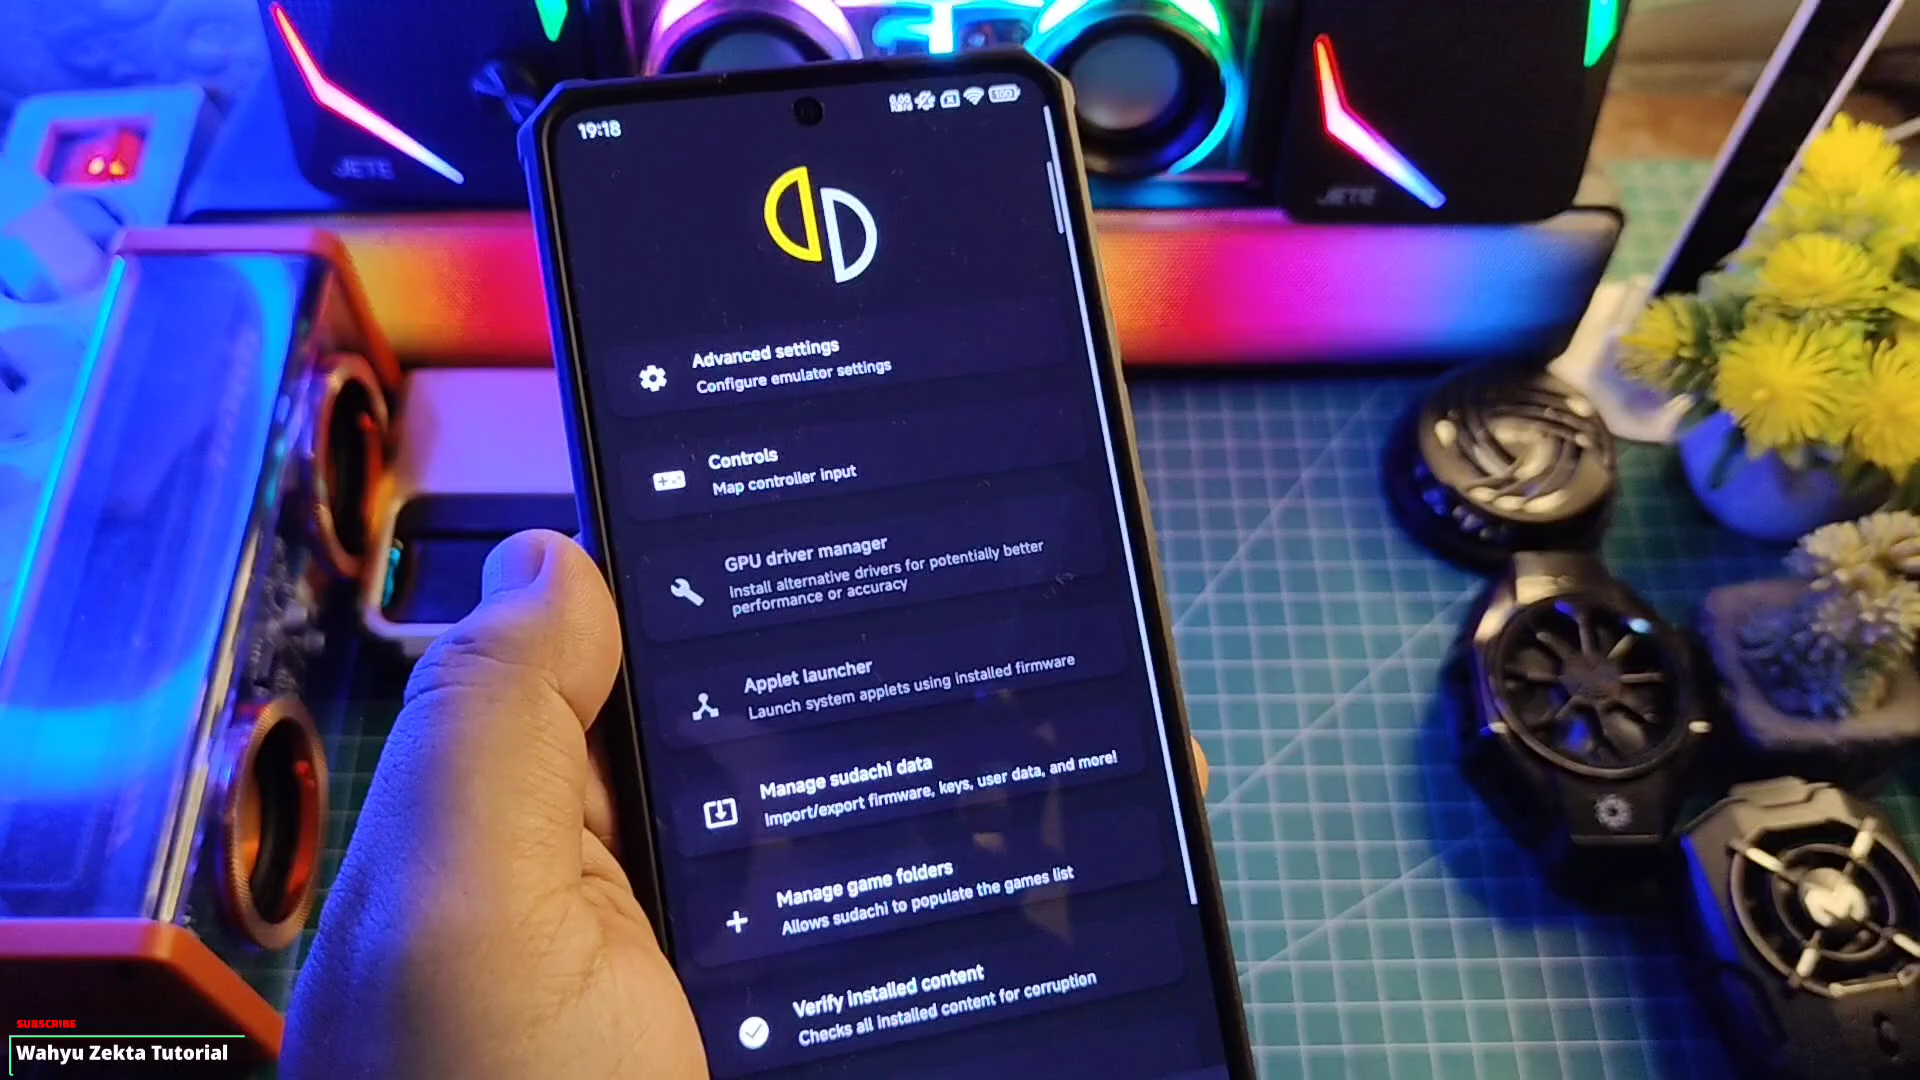 JETE
JETE
19:18
100
Advanced settings
Configure emulator settings
Controls
Map controller input
GPU driver manager
Install alternative drivers for potentially better
performance or accuracy
Applet launcher
Launch system applets using installed firmware
Manage sudachi data
Import/export firmware, keys, user data, and more!
Manage game folders
Allows sudachi to populate the games list
Verify installed content
Checks all installed content for corruption
SUBSCRIBE
Wahyu Zekta Tutorial